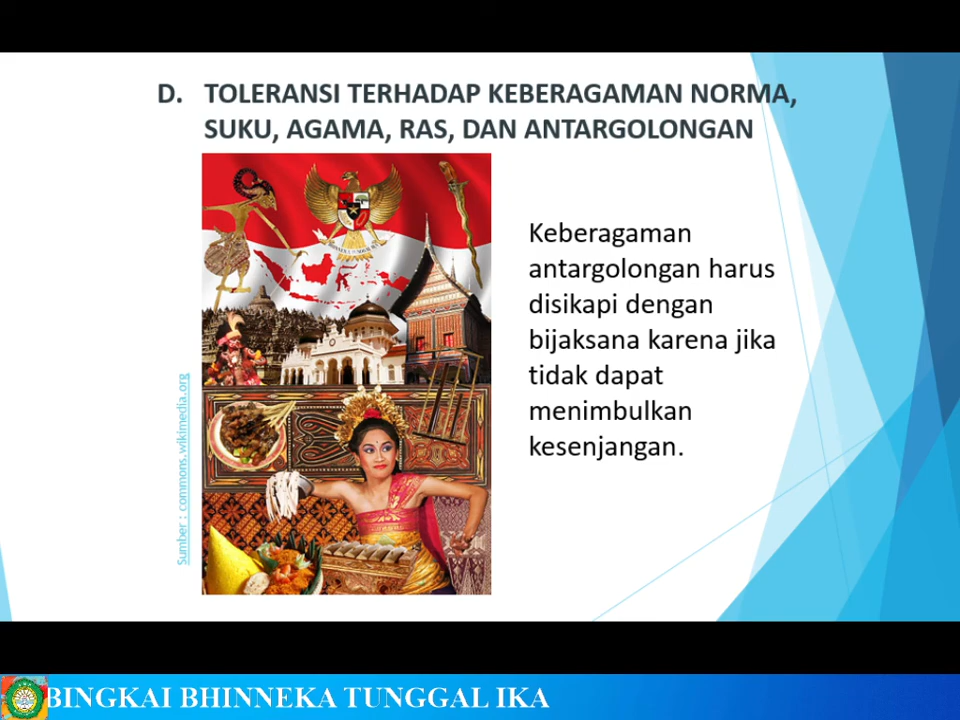 D. TOLERANSI TERHADAP KEBERAGAMAN NORMA,
SUKU, AGAMA, RAS, DAN ANTARGOLONGAN
Keberagaman
antargolongan harus
disikapi dengan
bijaksana karena jika
tidak dapat
menimbulkan
kesenjangan.
Sumber : commons.wikimedia.org
BINGKAI BHINNEKA TUNGGAL IKA